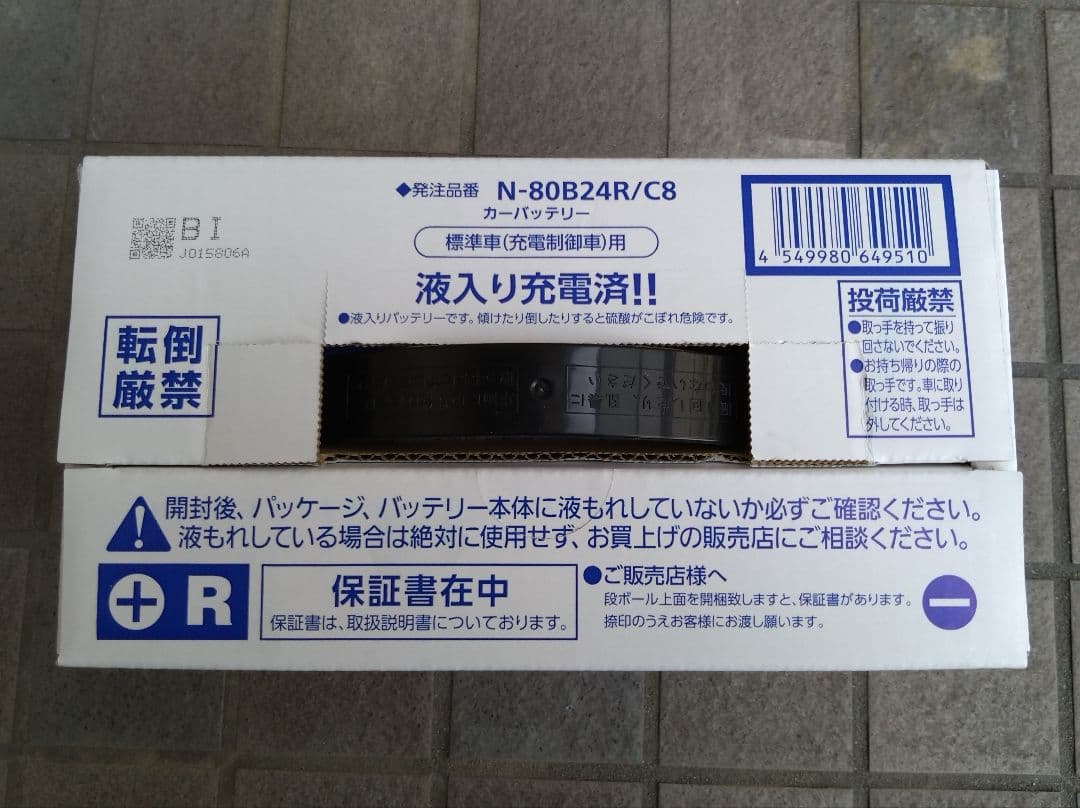 ◆発注品番 N-80B24R/C8
カーバッテリー
標準車(充電制御車)用
液入り充電済!!
●液入りバッテリーです。傾けたり倒したりすると硫酸がこぼれ危険です。
BI
J015806A
4 549980 649510
転倒
厳禁
投荷厳禁
●取っ手を持って振り
回さないでください。
●お持ち帰りの際の
取っ手です。車に取り
付ける時、取っ手は
外してください。
開封後、パッケージ、バッテリー本体に液もれしていないか必ずご確認ください。
液もれしている場合は絶対に使用せず、お買上げの販売店にご相談ください。
R
保証書在中
保証書は、取扱説明書についております。
●ご販売店様へ
段ボール上面を開梱致しますと、保証書があります。
捺印のうえお客様にお渡し願います。